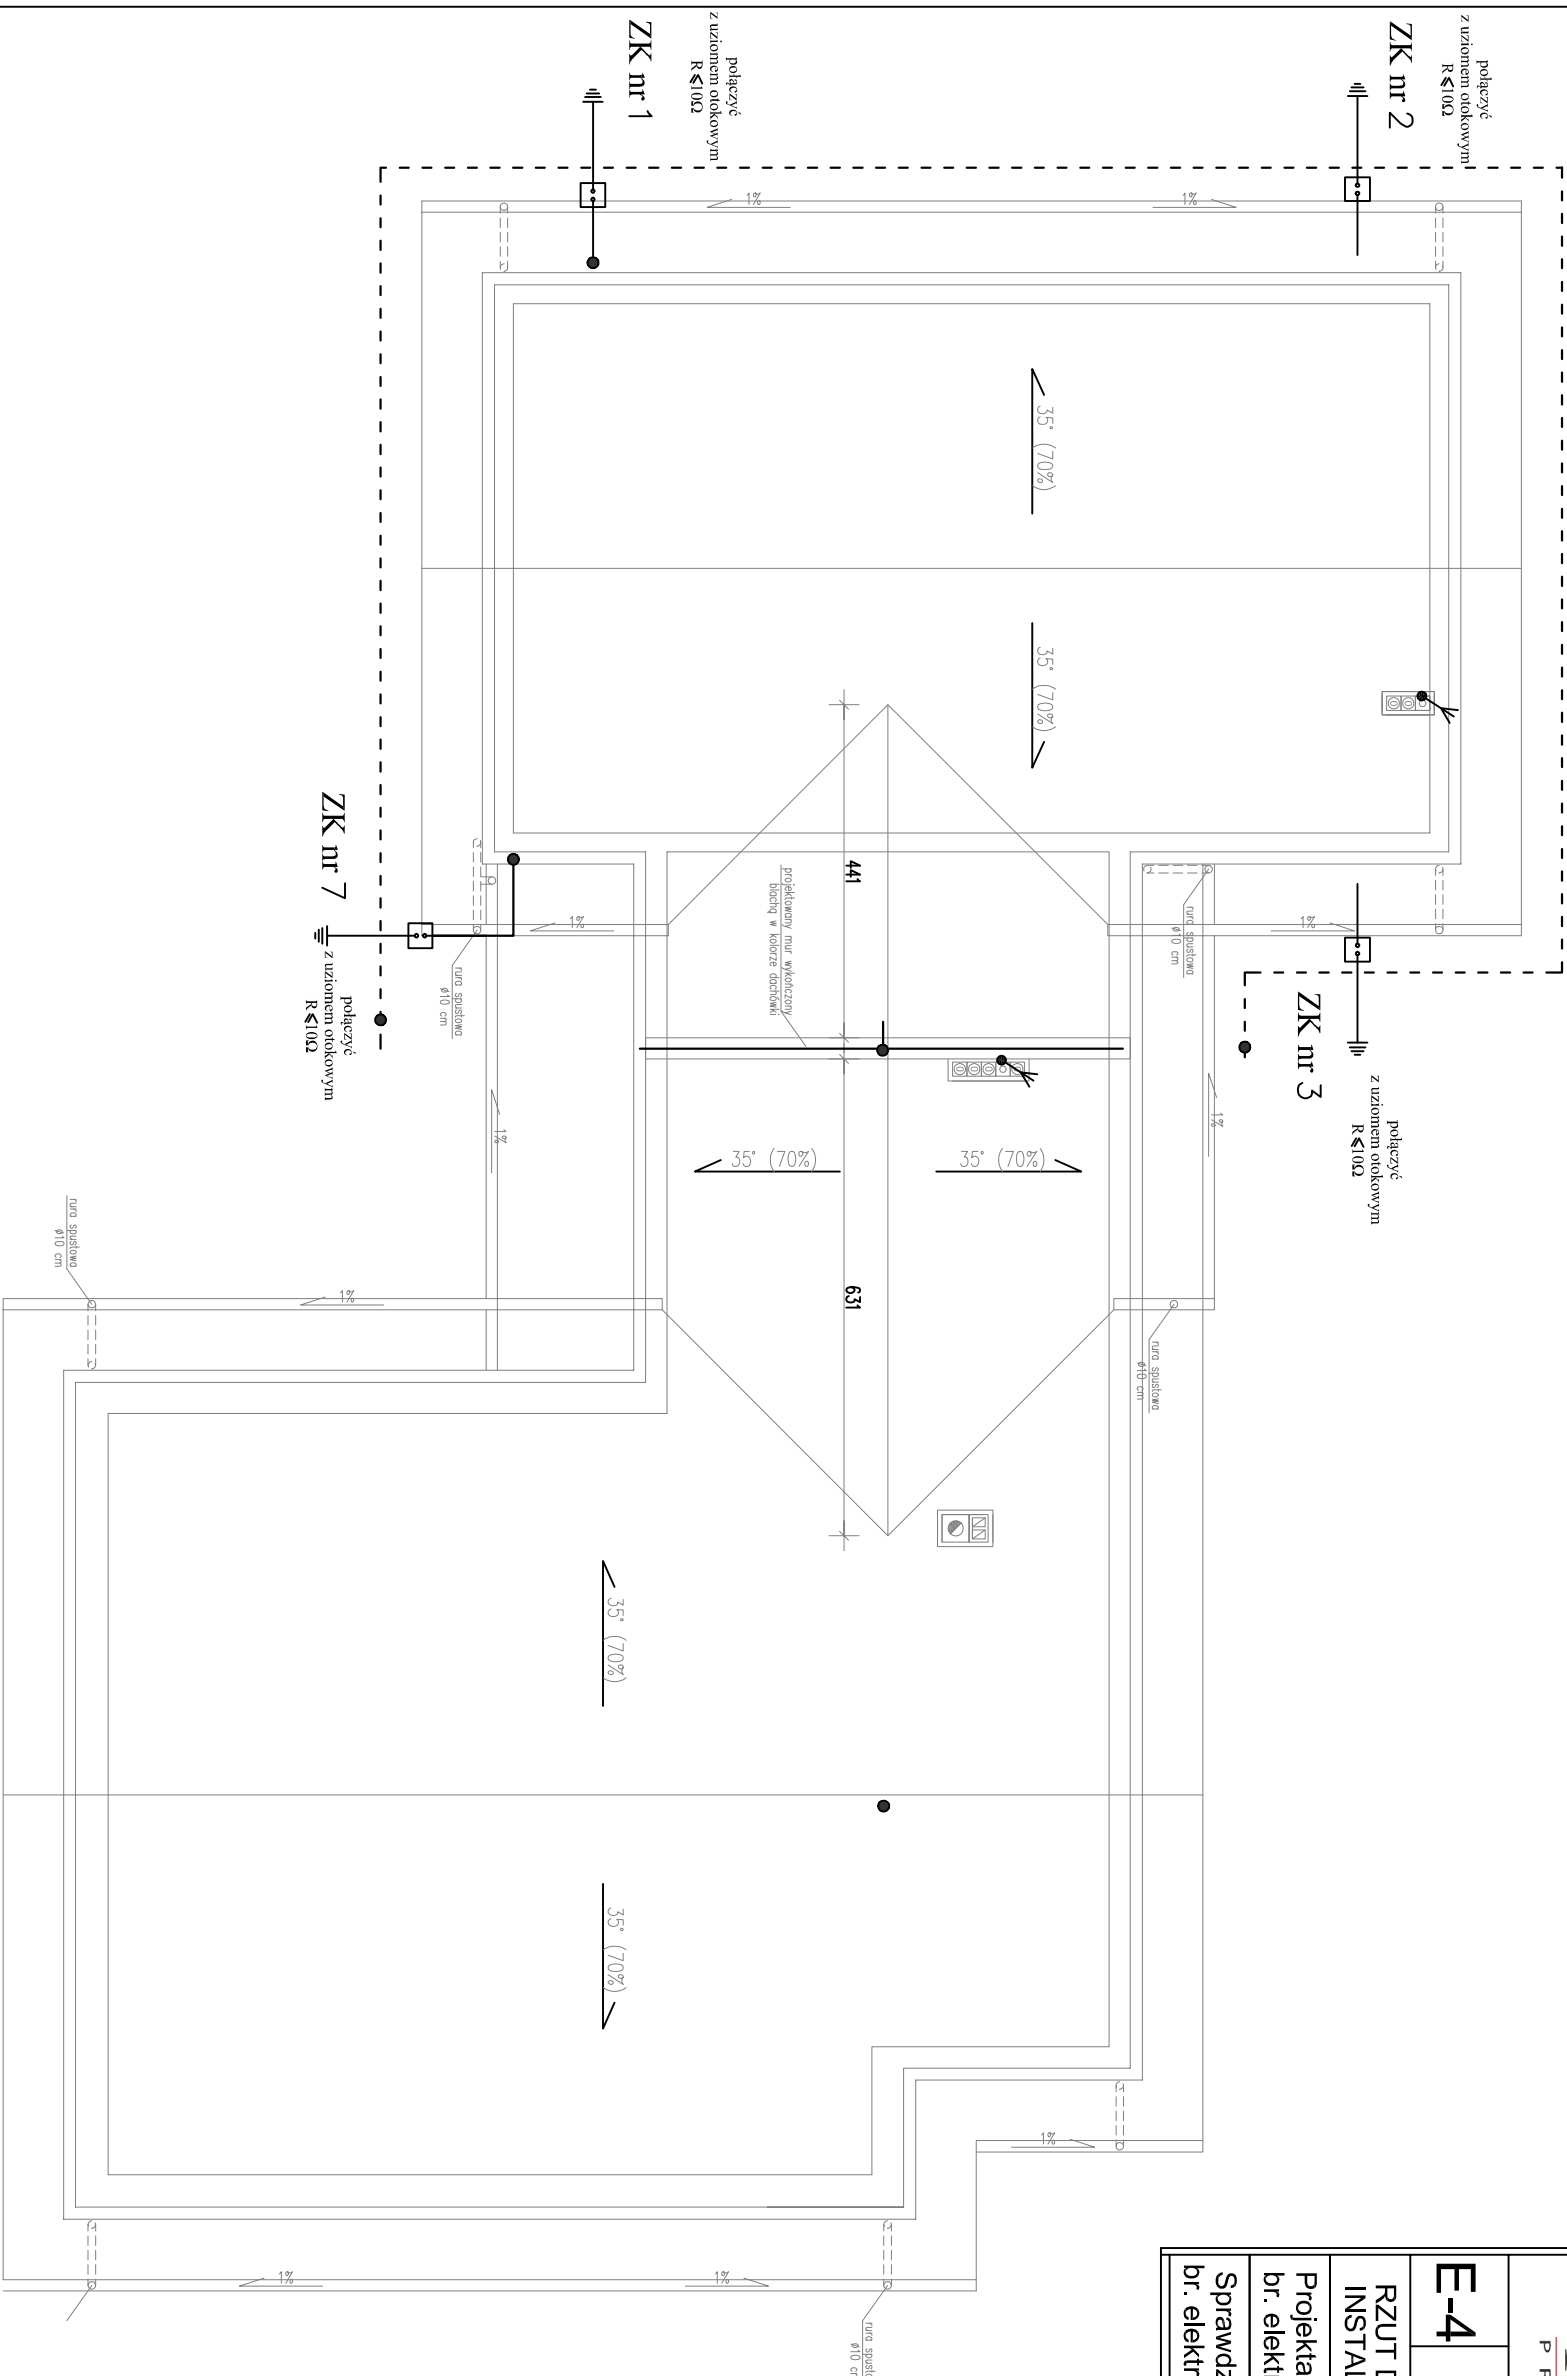 połączyć
z uziomem otokowym
R⩽10Ω
ZK nr 2
połączyć
z uziomem otokowym
R⩽10Ω
ZK nr 1
1%
1%
35° (70%)
35° (70%)
ZK nr 7
połączyć
z uziomem otokowym
R⩽10Ω
1%
1%
rura spustowa
ø10 cm
rura spustowa
ø10 cm
441
projektowany mur wykończony
blachą w kolorze dachówki
ZK nr 3
połączyć
z uziomem otokowym
R⩽10Ω
1%
1%
35° (70%)
35° (70%)
631
rura spustowa
ø10 cm
1%
rura spustowa
ø10 cm
35° (70%)
35° (70%)
1%
1%
1%
rura spusto
ø10 c
E-4
RZUT D
INSTAL
Projekta
br. elekt
Sprawdz
br. elektr